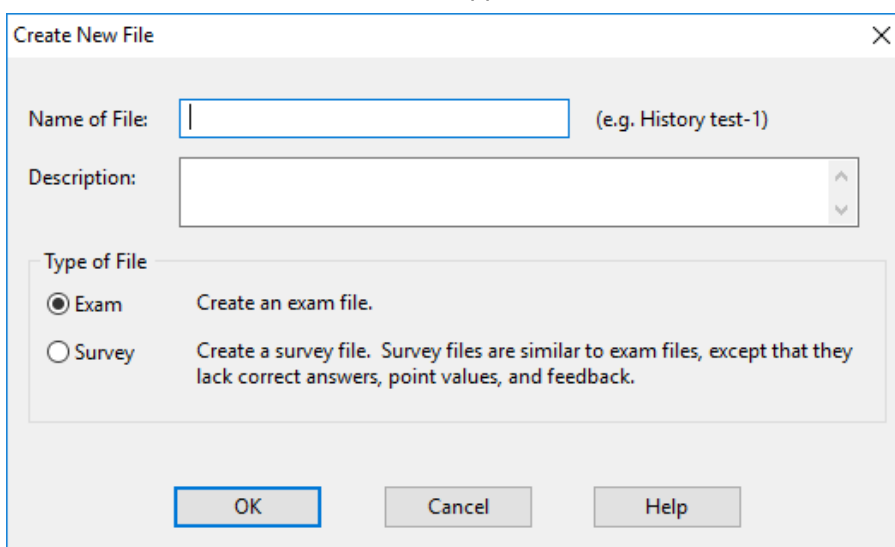 Create New File
Name of File:
(e.g. History test-1)
Description:
Type of File
Exam
Create an exam file.
Survey
Create a survey file.  Survey files are similar to exam files, except that they
lack correct answers, point values, and feedback.
OK
Cancel
Help